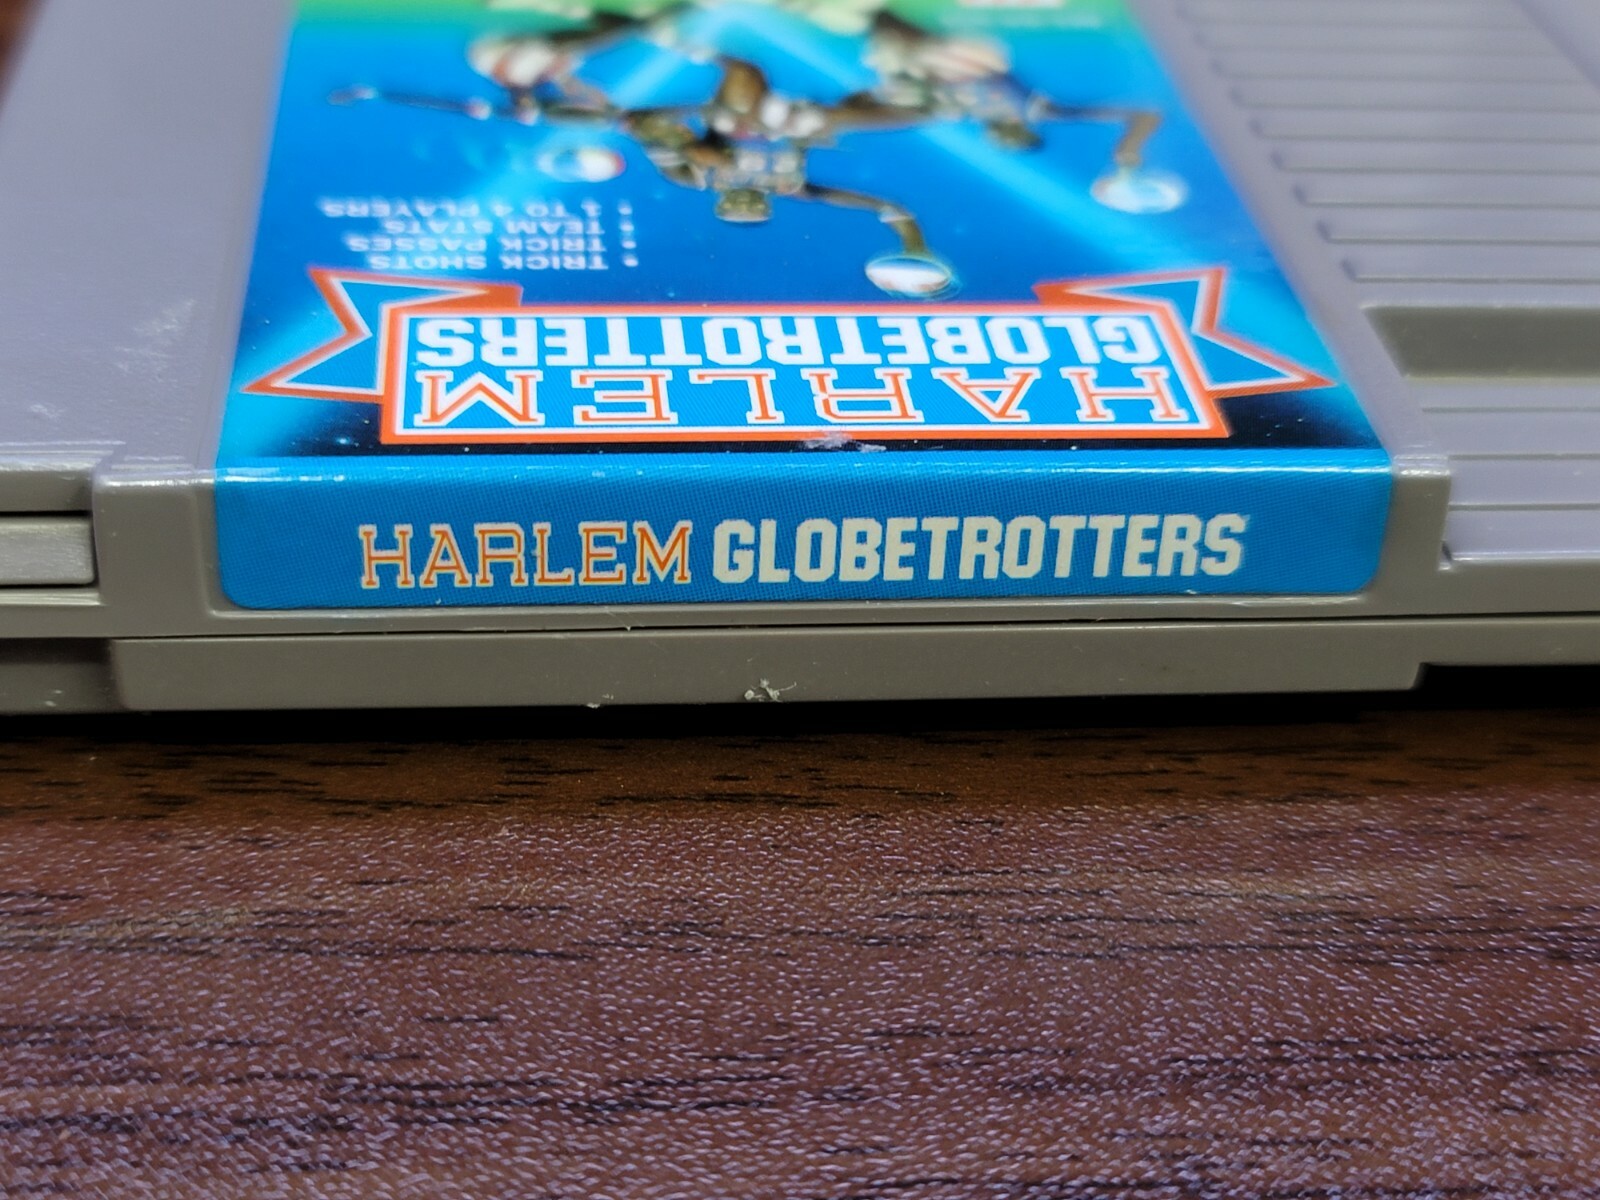 • 1 TO 4 PLAYERS
• TEAM STATS
• TRICK PASSES
• TRICK SHOTS
HARLEM
GLOBETROTTERS
HARLEM GLOBETROTTERS